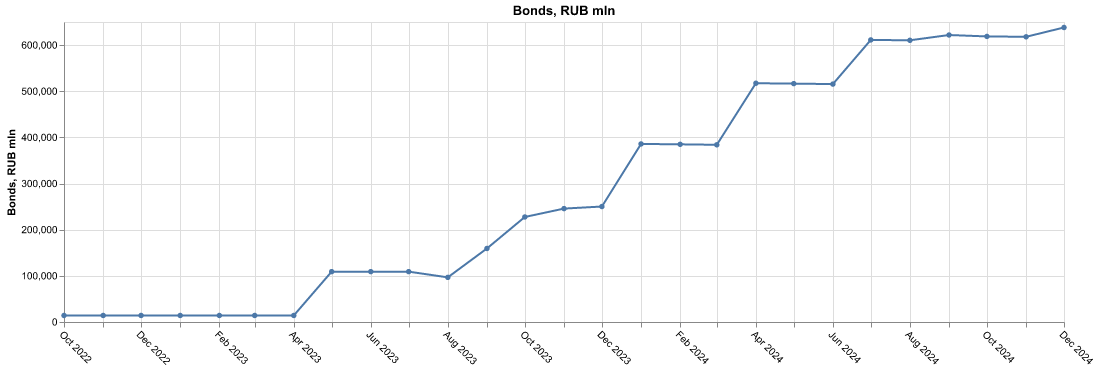 Bonds, RUB mln
Bonds, RUB mln
600,000
500,000
400,000
300,000
200,000
100,000
0
Oct 2022
Dec 2022
Feb 2023
Apr 2023
Jun 2023
Aug 2023
Oct 2023
Dec 2023
Feb 2024
Apr 2024
Jun 2024
Aug 2024
Oct 2024
Dec 2024